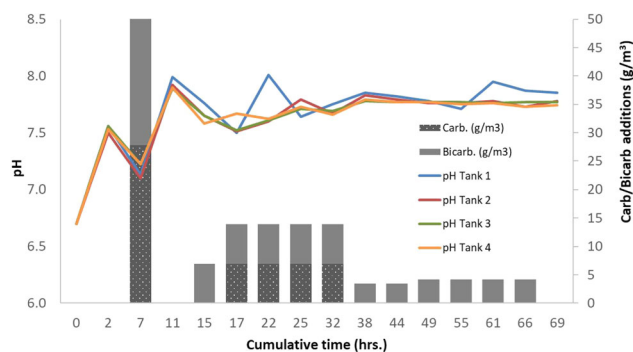 8.5
8.0
7.5
7.0
6.5
6.0
pH
50
45
40
35
30
25
20
15
10
5
0
Carb/Bicarb additions (g/m³)
Carb. (g/m3)
Bicarb. (g/m3)
pH Tank 1
pH Tank 2
pH Tank 3
pH Tank 4
0 2 7 11 15 17 22 25 32 38 44 49 55 61 66 69
Cumulative time (hrs.)